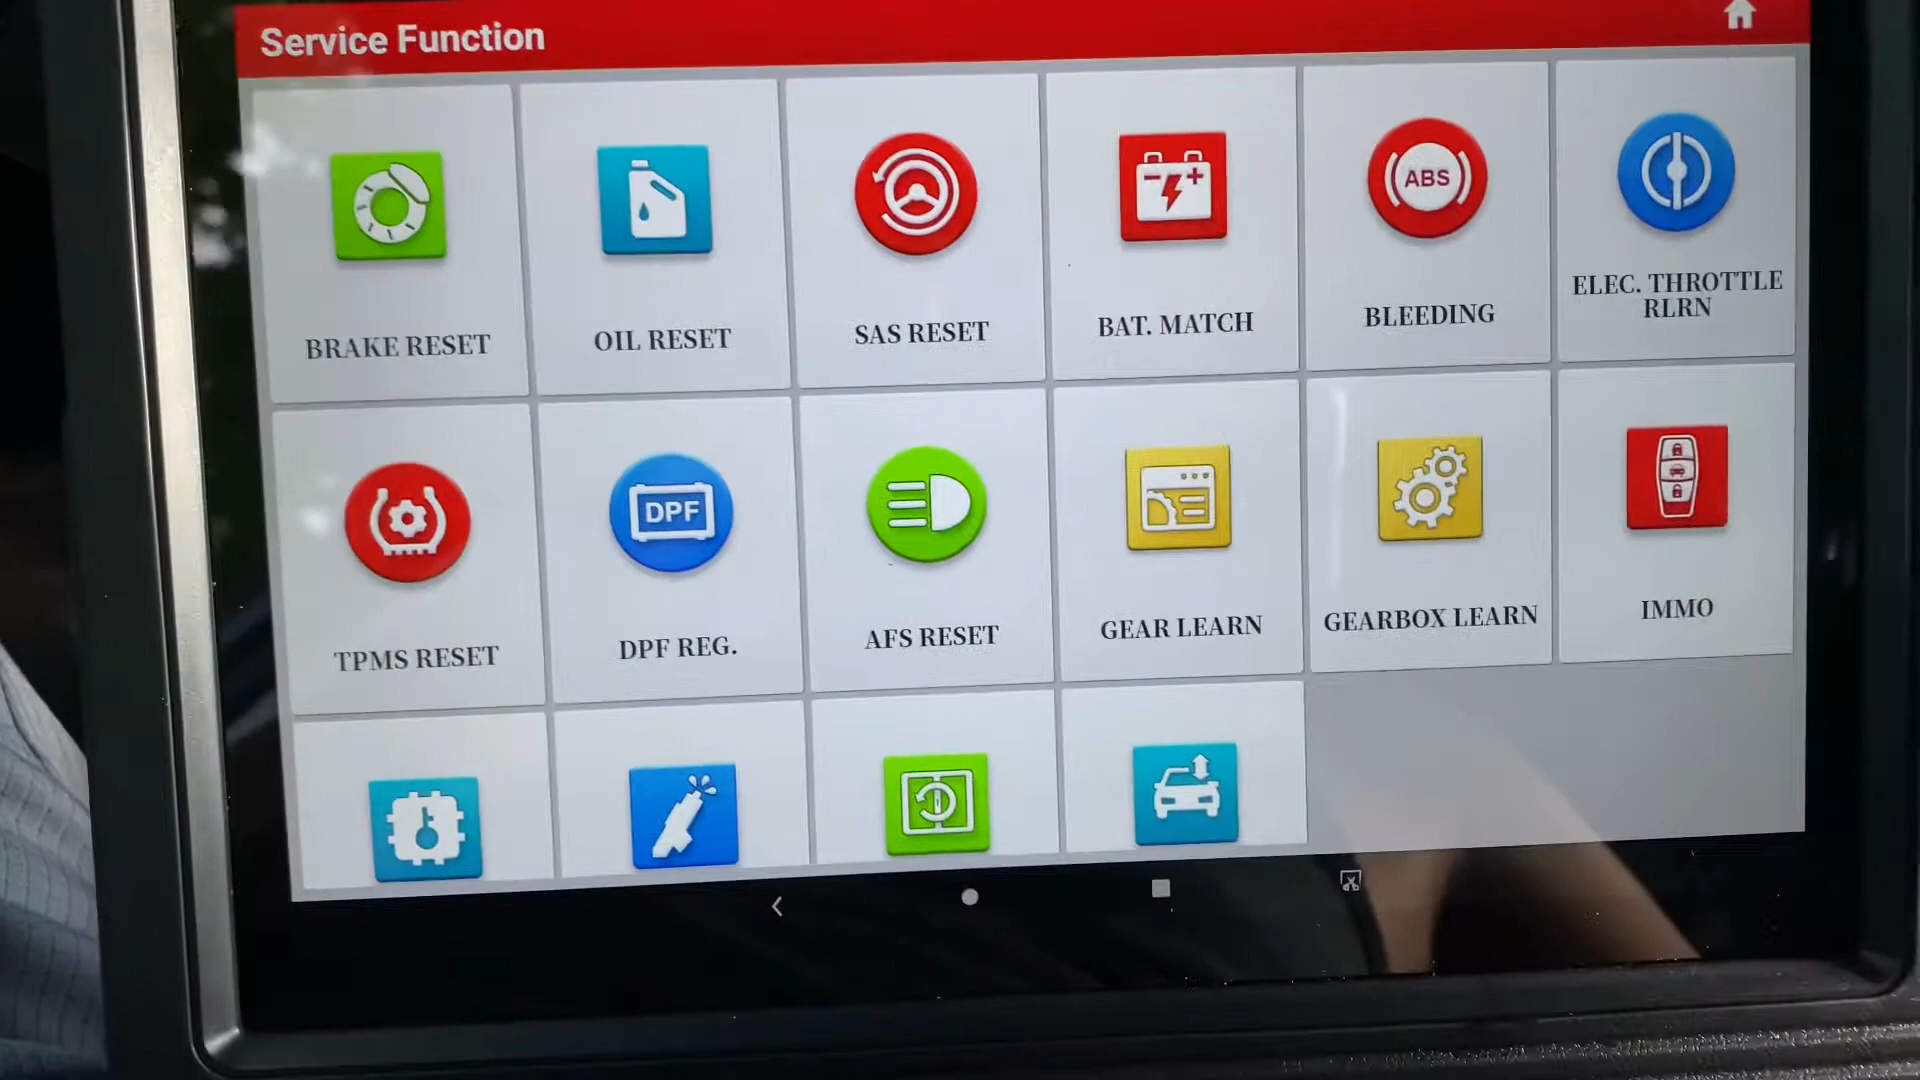 Service Function
ABS
BRAKE RESET
OIL RESET
SAS RESET
BAT. MATCH
BLEEDING
ELEC. THROTTLE
RLRN
DPF
TPMS RESET
DPF REG.
AFS RESET
GEAR LEARN
GEARBOX LEARN
IMMO